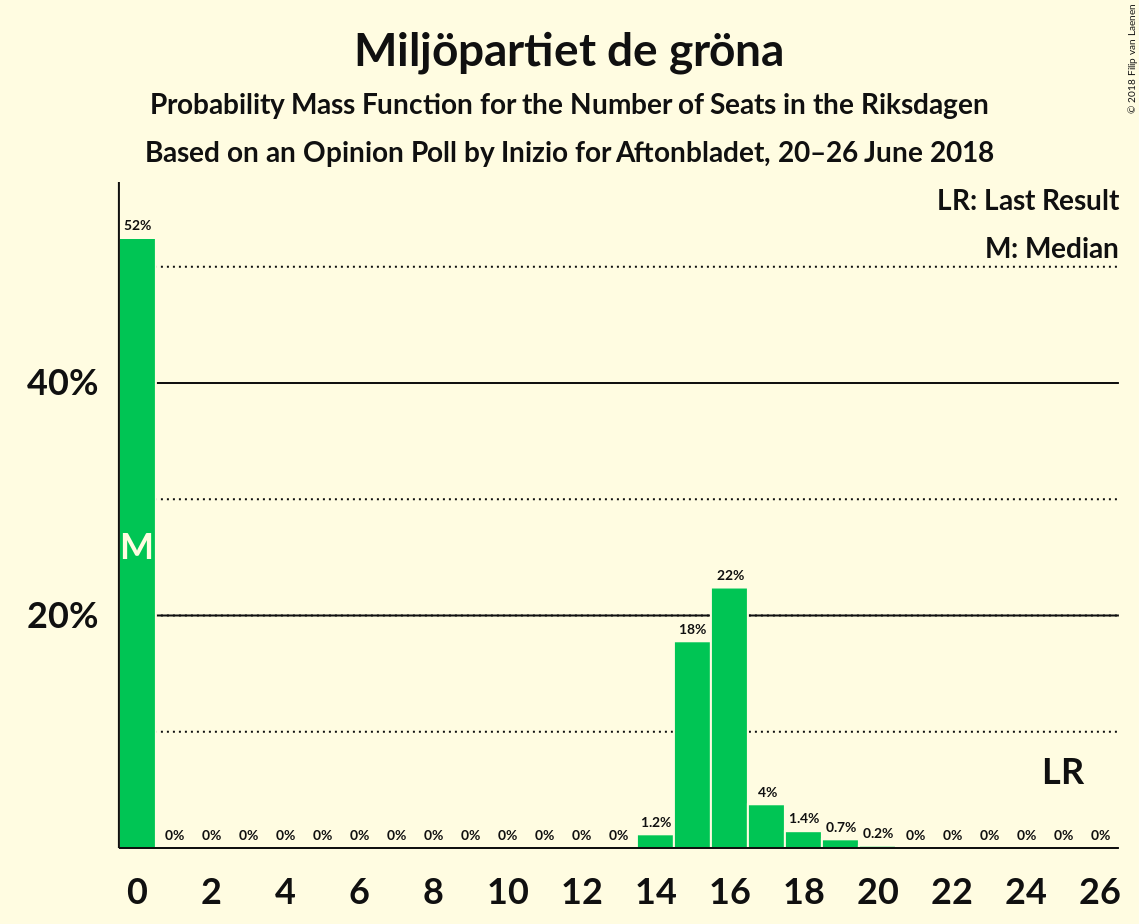 Miljöpartiet de gröna
Probability Mass Function for the Number of Seats in the Riksdagen
Based on an Opinion Poll by Inizio for Aftonbladet, 20–26 June 2018
© 2018 Filip van Laenen
LR: Last Result
M: Median
52%
40%
M
22%
20%
18%
LR
4%
1.4%
1.2%
0.7%
0.2%
0% 0% 0% 0% 0% 0% 0% 0% 0% 0% 0% 0% 0% 0% 0% 0% 0% 0% 0%
0 2 4 6 8 10 12 14 16 18 20 22 24 26